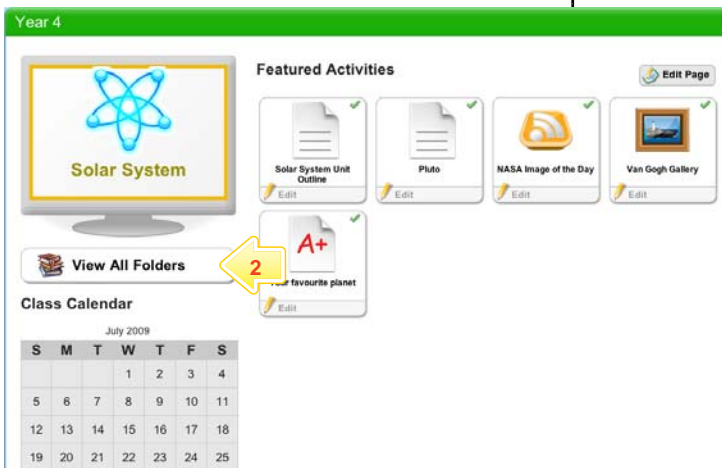 Year 4
Solar System
Featured Activities
Edit Page
Solar System Unit
Outline
Edit
Pluto
Edit
NASA Image of the Day
Edit
Van Gogh Gallery
Edit
A+
Your favourite planet
Edit
View All Folders
2
Class Calendar
July 2009
S M T W T F S
1 2 3 4
5 6 7 8 9 10 11
12 13 14 15 16 17 18
19 20 21 22 23 24 25